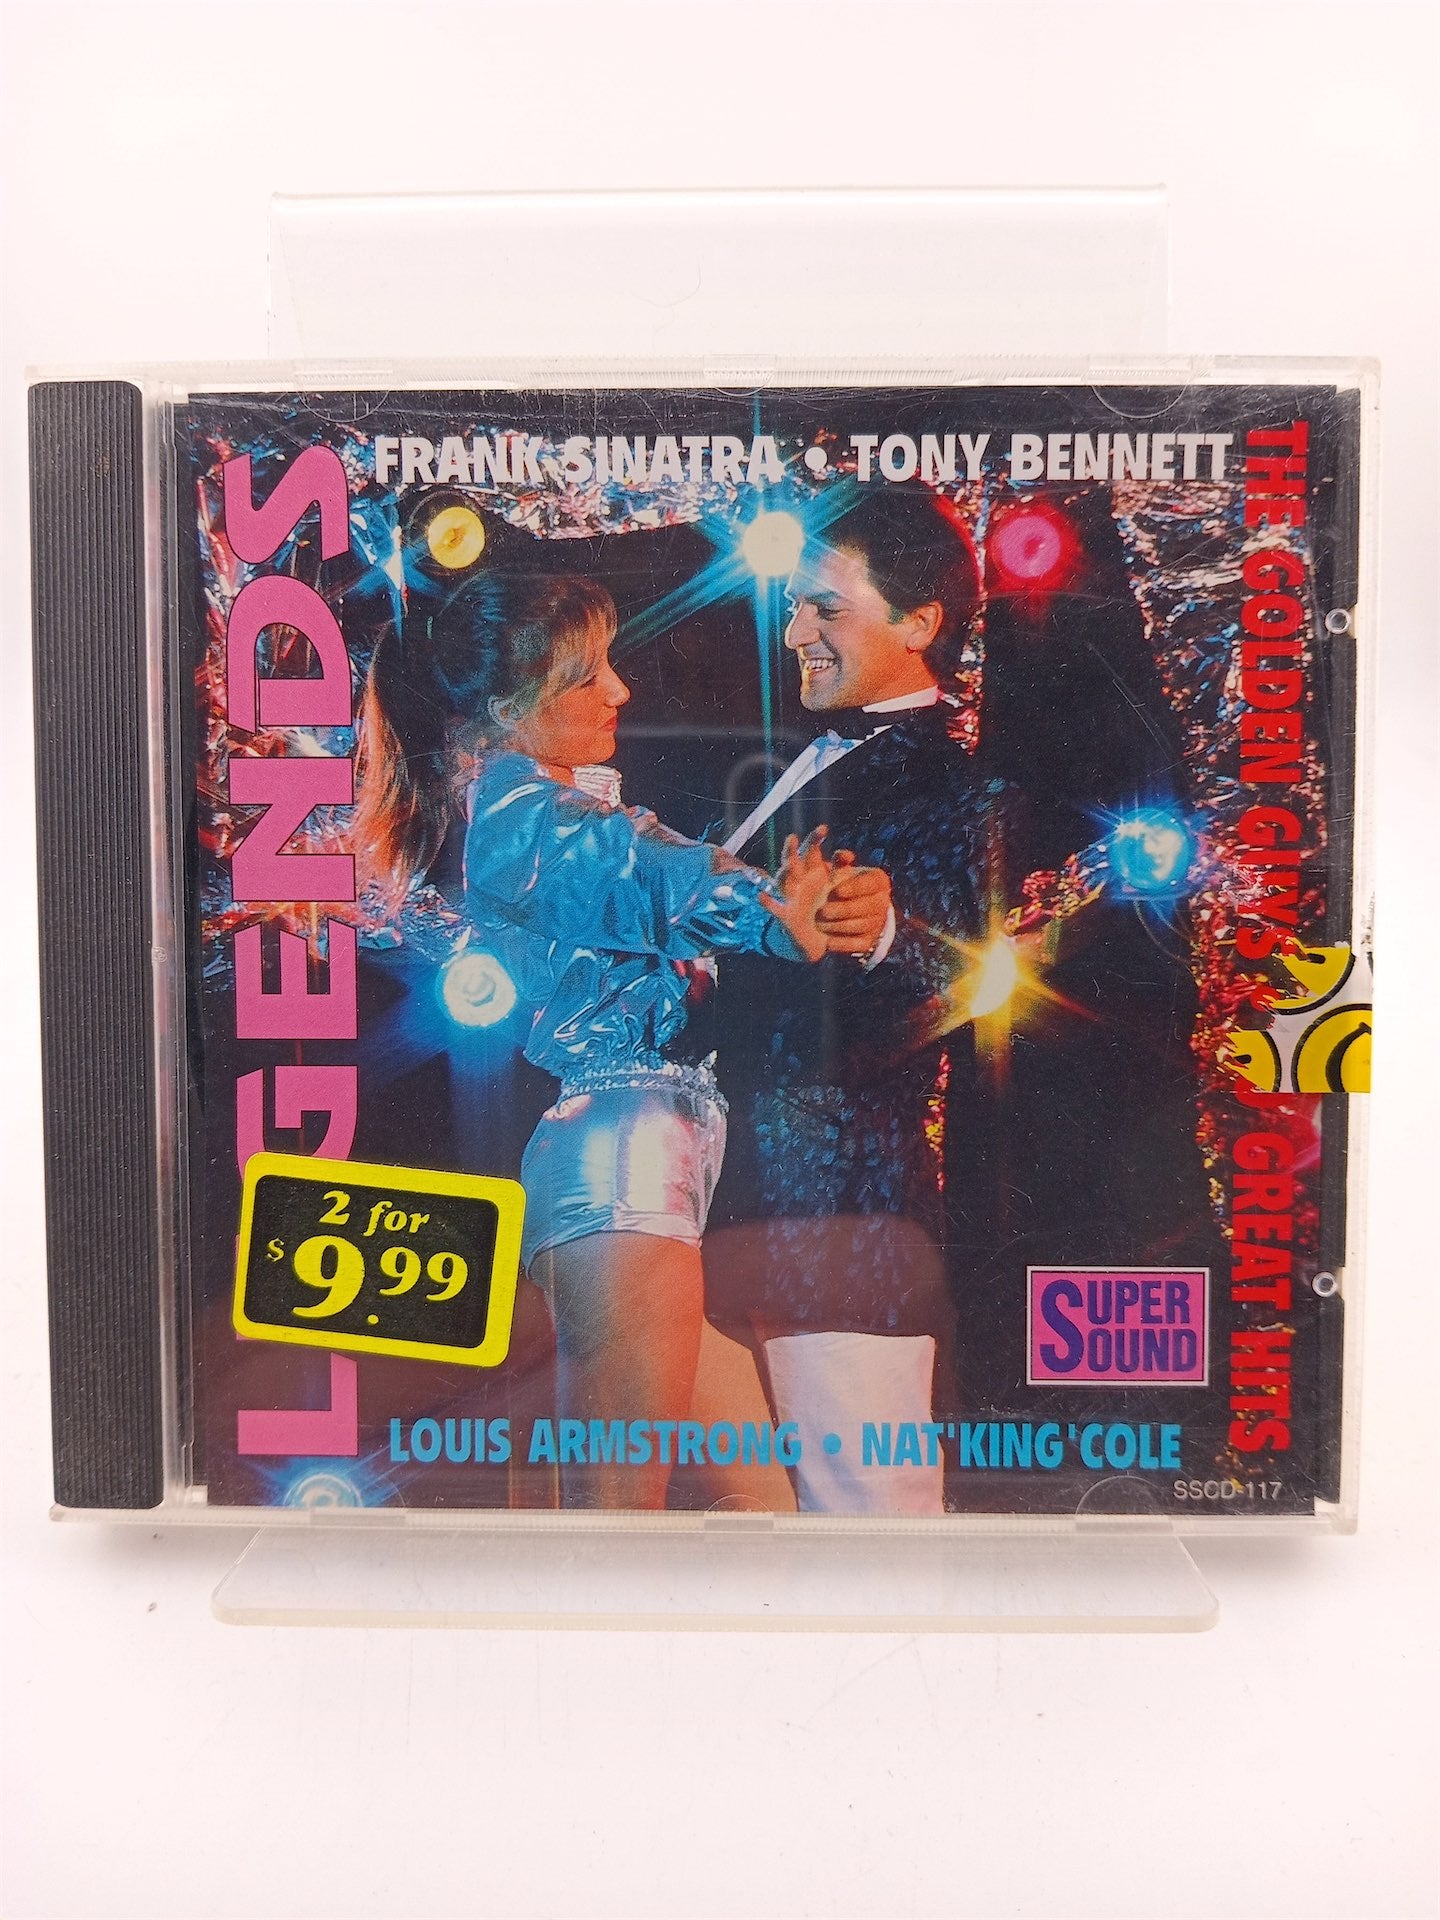 FRANK SINATRA • TONY BENNETT
LEGENDS
THE GOLDEN GUYS
GREAT HITS
2 for
$9.99
SUPER
SOUND
LOUIS ARMSTRONG • NAT'KING'COLE
SSCD-117